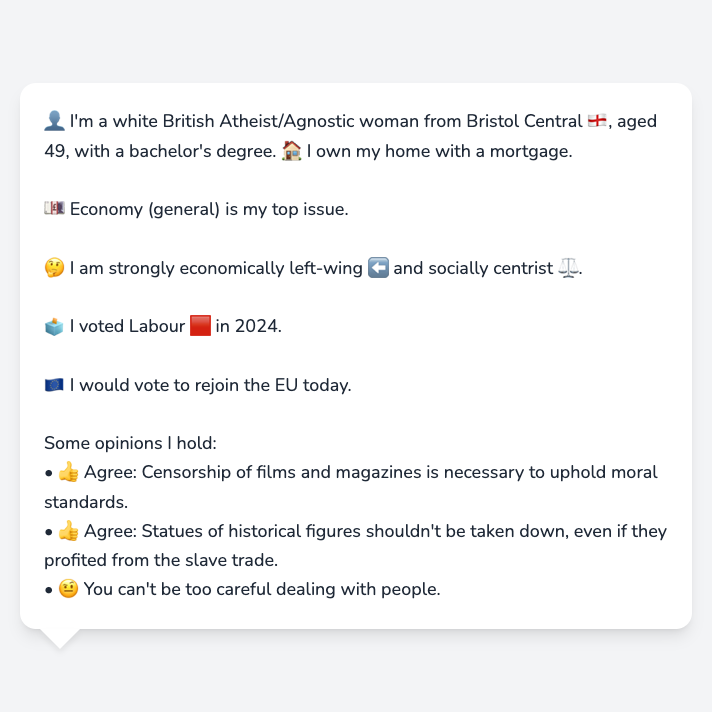 👤 I'm a white British Atheist/Agnostic woman from Bristol Central 🏴󠁧󠁢󠁥󠁮󠁧󠁿, aged
49, with a bachelor's degree. 🏠 I own my home with a mortgage.
💷 Economy (general) is my top issue.
🤔 I am strongly economically left-wing ⬅️ and socially centrist ⚖️.
🗳️ I voted Labour 🟥 in 2024.
🇪🇺 I would vote to rejoin the EU today.
Some opinions I hold:
• 👍 Agree: Censorship of films and magazines is necessary to uphold moral
standards.
• 👍 Agree: Statues of historical figures shouldn't be taken down, even if they
profited from the slave trade.
• 🤨 You can't be too careful dealing with people.